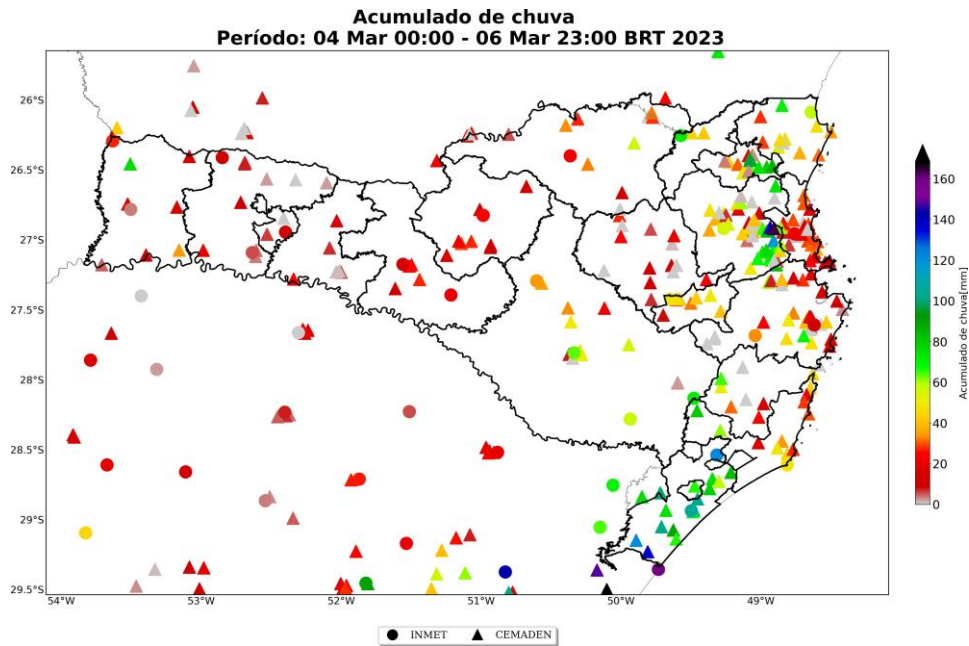 Acumulado de chuva
Período: 04 Mar 00:00 - 06 Mar 23:00 BRT 2023
26°S
26.5°S
27°S
27.5°S
28°S
28.5°S
29°S
29.5°S
54°W
53°W
52°W
51°W
50°W
49°W
160
140
120
100
80
60
40
20
0
Acumulado de chuva[mm]
INMET
CEMADEN